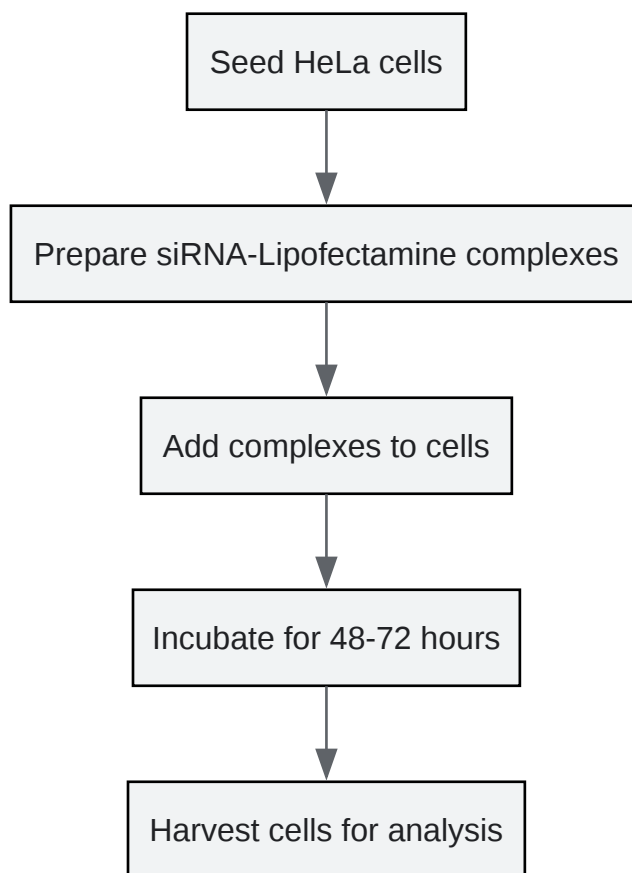 Seed HeLa cells
Prepare siRNA-Lipofectamine complexes
Add complexes to cells
Incubate for 48-72 hours
Harvest cells for analysis